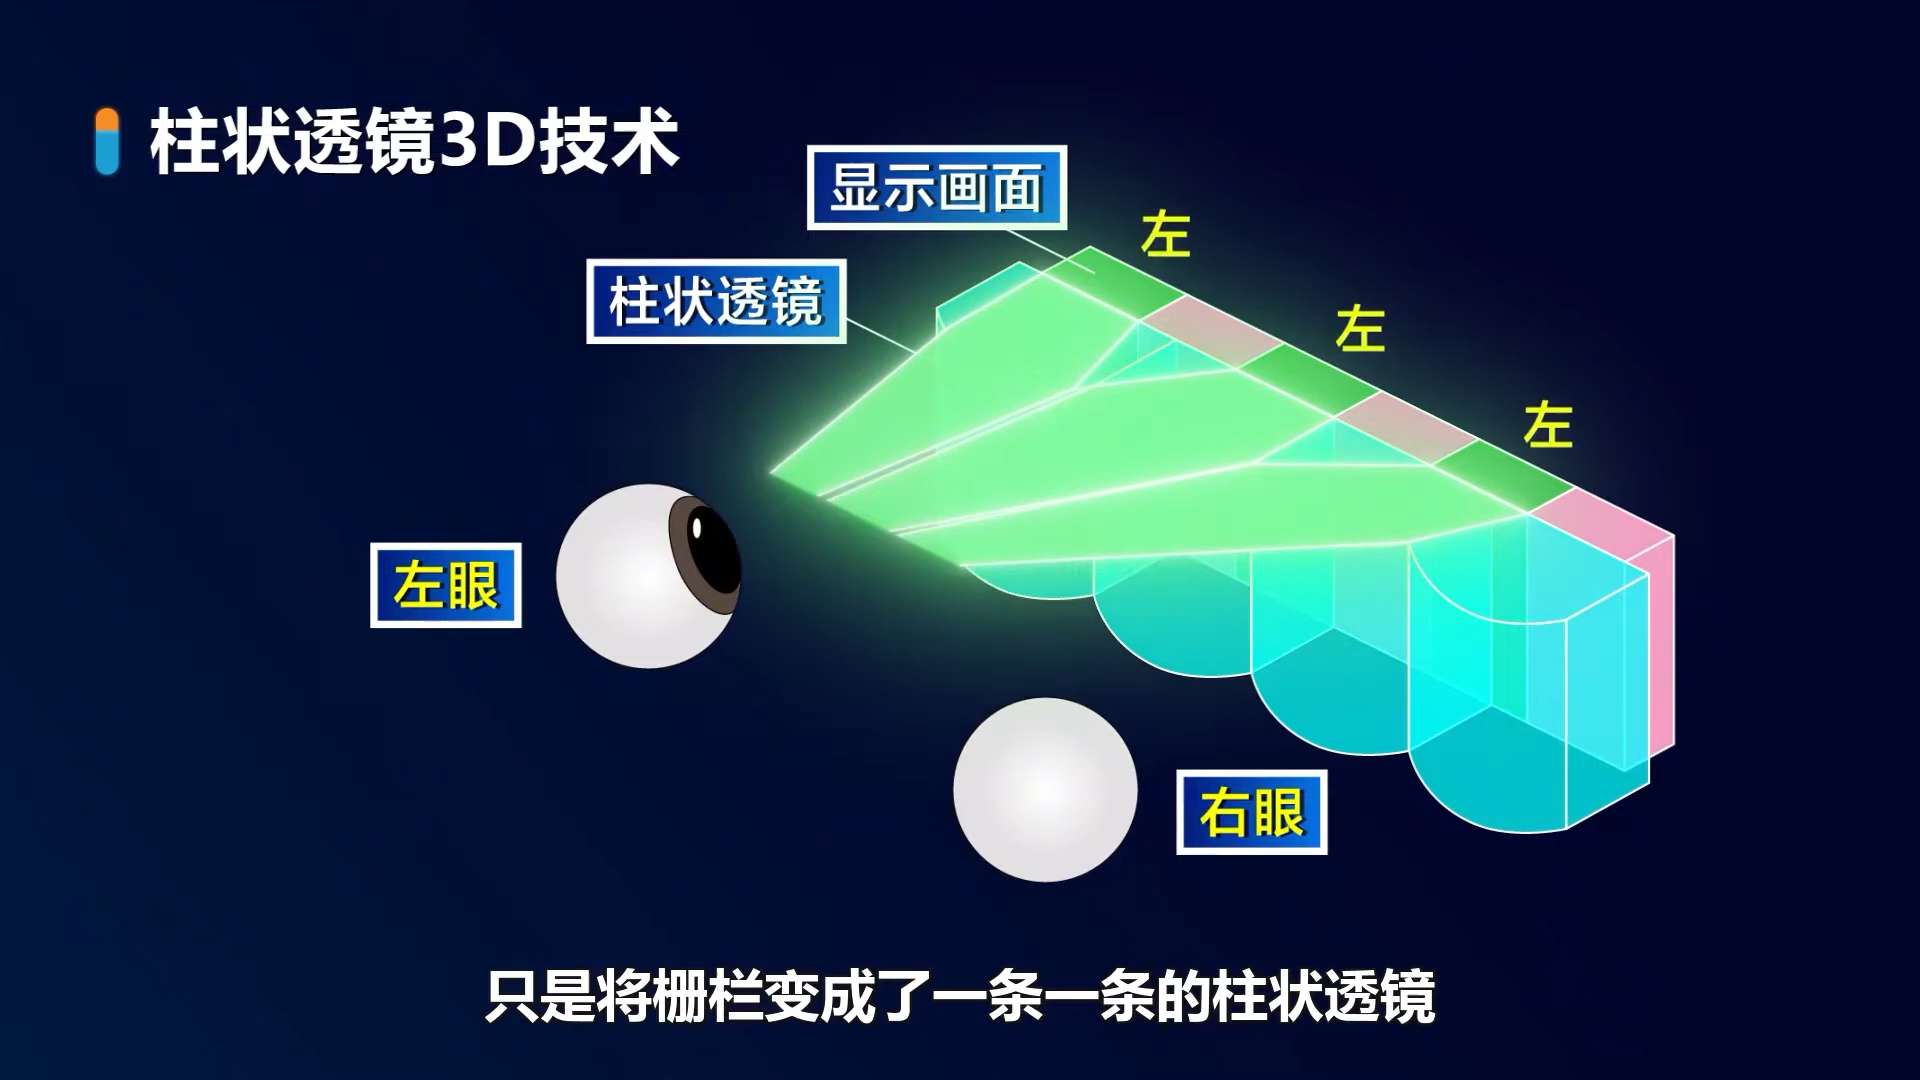 柱状透镜3D技术
显示画面
左
柱状透镜
左
左
左眼
右眼
只是将栅栏变成了一条一条的柱状透镜